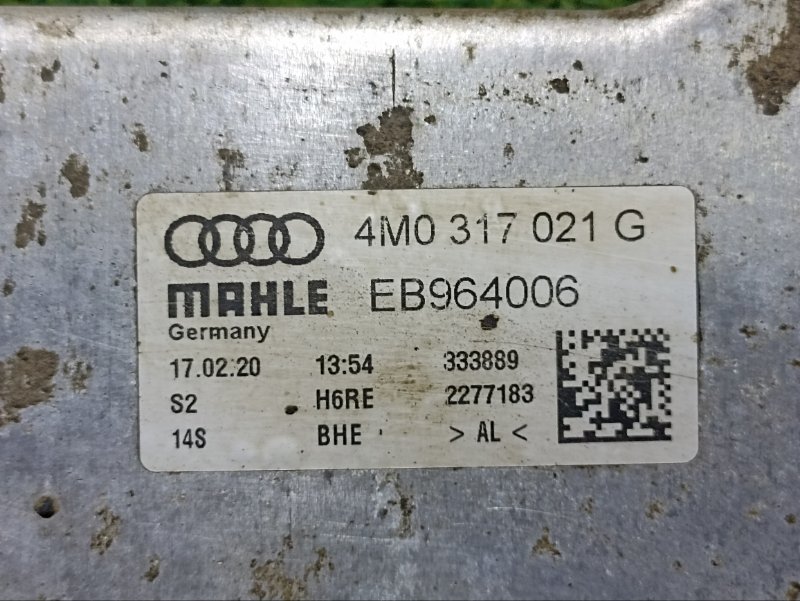 4M0 317 021 G
MAHLE EB964006
Germany
17.02.20 13:54 333889
S2 H6RE 2277183
14S BHE > AL <